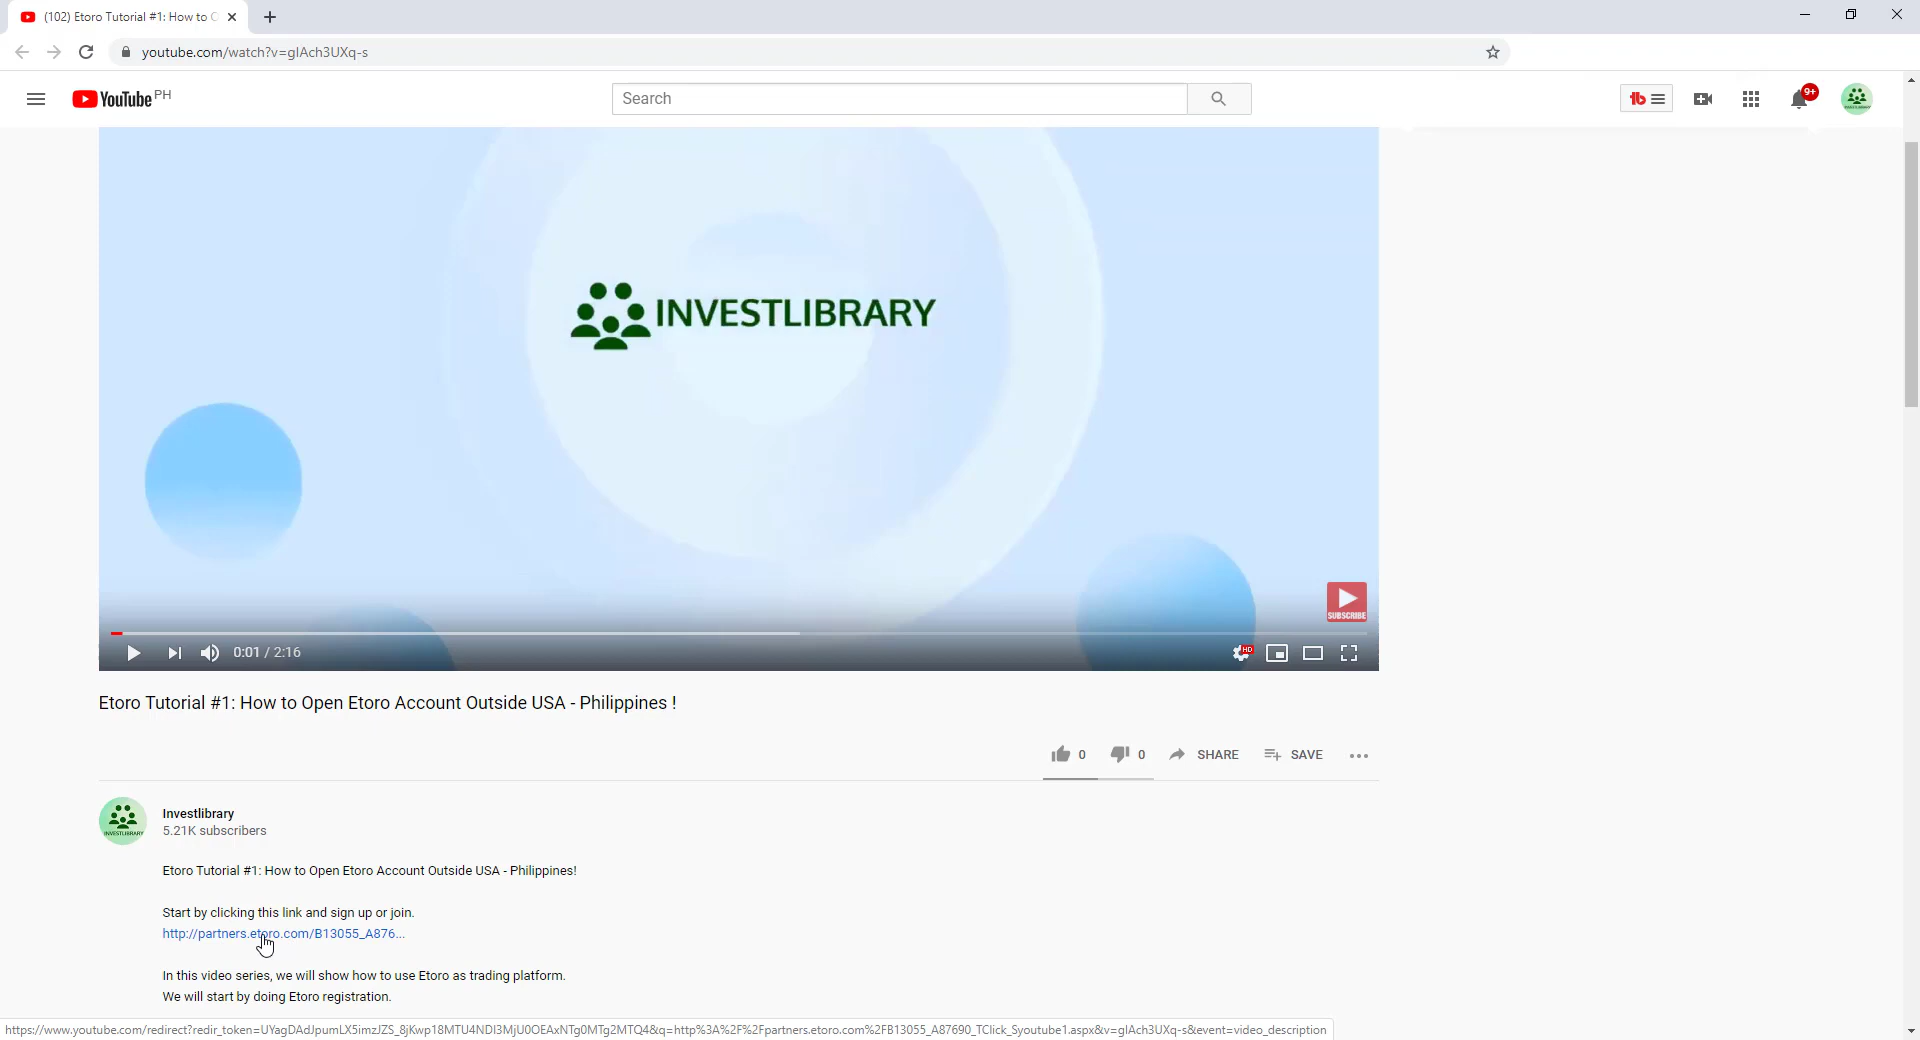 (102) Etoro Tutorial #1: How to O
youtube.com/watch?v=glAch3UXq-s
YouTube PH
Search
9+
INVESTLIBRARY
SUBSCRIBE
0:01 / 2:16
HD
Etoro Tutorial #1: How to Open Etoro Account Outside USA - Philippines !
0 0 SHARE SAVE
INVESTLIBRARY
Investlibrary
5.21K subscribers
Etoro Tutorial #1: How to Open Etoro Account Outside USA - Philippines!
Start by clicking this link and sign up or join.
http://partners.etoro.com/B13055_A876...
In this video series, we will show how to use Etoro as trading platform.
We will start by doing Etoro registration.
https://www.youtube.com/redirect?redir_token=UYagDAdJpumLX5imzJZS_8jKwp18MTU4NDI3MjU0OEAxNTg0MTg2MTQ4&q=http%3A%2F%2Fpartners.etoro.com%2FB13055_A87690_TClick_Syoutube1.aspx&v=glAch3UXq-s&event=video_description